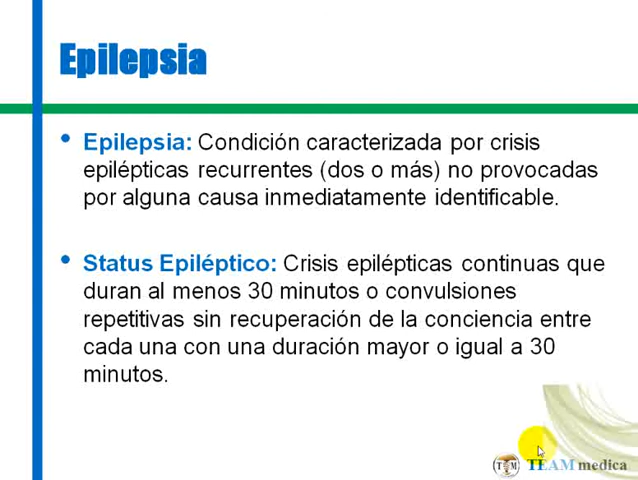 Epilepsia
• Epilepsia: Condición caracterizada por crisis
epilépticas recurrentes (dos o más) no provocadas
por alguna causa inmediatamente identificable.
• Status Epiléptico: Crisis epilépticas continuas que
duran al menos 30 minutos o convulsiones
repetitivas sin recuperación de la conciencia entre
cada una con una duración mayor o igual a 30
minutos.
TEAM medica